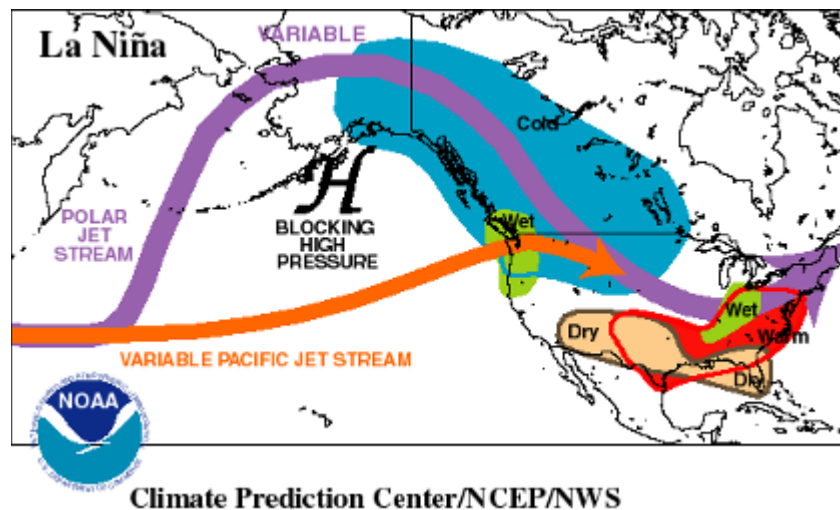 La Niña
VARIABLE
Cold
POLAR
JET
STREAM
H
BLOCKING
HIGH
PRESSURE
Wet
Wet
Dry
Warm
Dry
VARIABLE PACIFIC JET STREAM
NOAA
Climate Prediction Center/NCEP/NWS